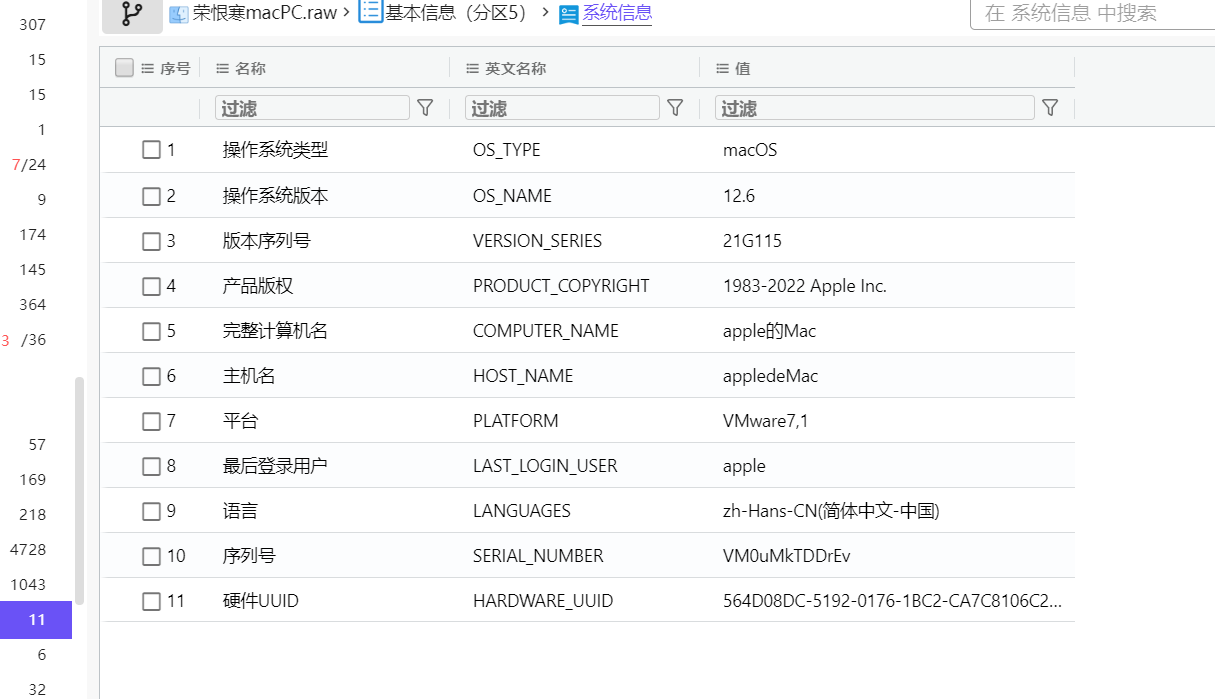 荣恨寒macPC.raw > 基本信息（分区5） > 系统信息
在 系统信息 中搜索
307
15
15
1
7/24
9
174
145
364
3 /36
57
169
218
4728
1043
11
6
32
序号 名称 英文名称 值
过滤 过滤 过滤
1 操作系统类型 OS_TYPE macOS
2 操作系统版本 OS_NAME 12.6
3 版本序列号 VERSION_SERIES 21G115
4 产品版权 PRODUCT_COPYRIGHT 1983-2022 Apple Inc.
5 完整计算机名 COMPUTER_NAME apple的Mac
6 主机名 HOST_NAME appledeMac
7 平台 PLATFORM VMware7,1
8 最后登录用户 LAST_LOGIN_USER apple
9 语言 LANGUAGES zh-Hans-CN(简体中文-中国)
10 序列号 SERIAL_NUMBER VM0uMkTDDrEv
11 硬件UUID HARDWARE_UUID 564D08DC-5192-0176-1BC2-CA7C8106C2...